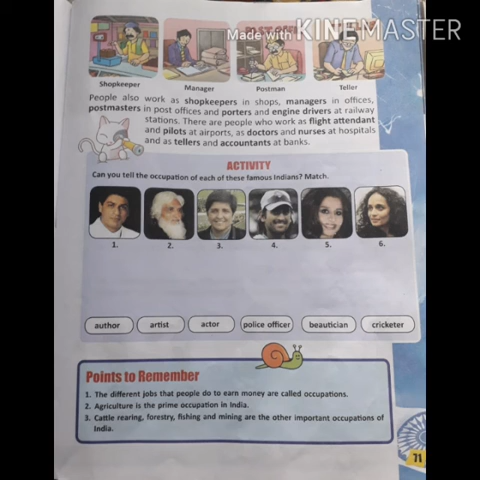 Made with KINEMASTER
Shopkeeper
Manager
Postman
Teller
People also work as shopkeepers in shops, managers in offices,
postmasters in post offices and porters and engine drivers at railway
stations. There are people who work as flight attendant
and pilots at airports, as doctors and nurses at hospitals
and as tellers and accountants at banks.
ACTIVITY
Can you tell the occupation of each of these famous Indians? Match.
1.
2.
3.
4.
5.
6.
author
artist
actor
police officer
beautician
cricketer
Points to Remember
1. The different jobs that people do to earn money are called occupations.
2. Agriculture is the prime occupation in India.
3. Cattle rearing, forestry, fishing and mining are the other important occupations of
India.
71